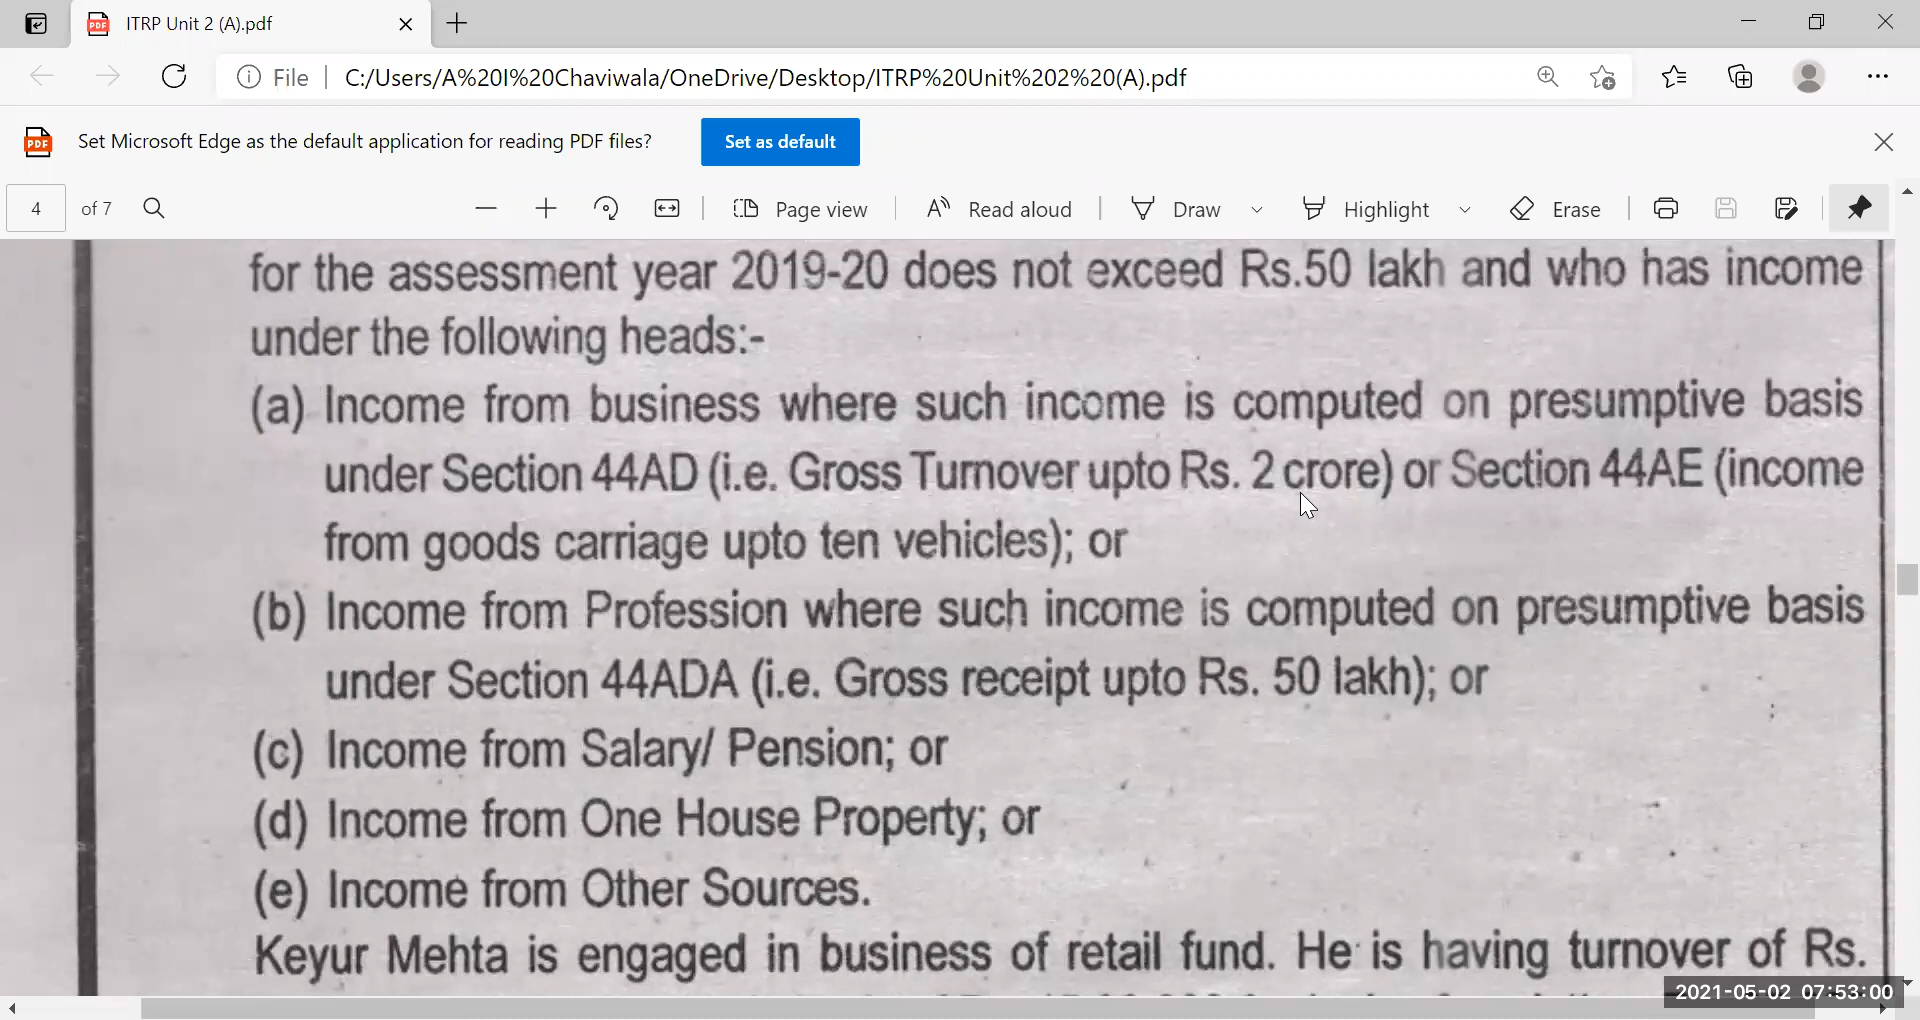 ITRP Unit 2 (A).pdf
File
C:/Users/A%20I%20Chaviwala/OneDrive/Desktop/ITRP%20Unit%202%20(A).pdf
PDF
Set Microsoft Edge as the default application for reading PDF files?
Set as default
4 of 7
Page view
Read aloud
Draw
Highlight
Erase
for the assessment year 2019-20 does not exceed Rs.50 lakh and who has income
under the following heads:-
(a) Income from business where such income is computed on presumptive basis
under Section 44AD (i.e. Gross Turnover upto Rs. 2 crore) or Section 44AE (income
from goods carriage upto ten vehicles); or
(b) Income from Profession where such income is computed on presumptive basis
under Section 44ADA (i.e. Gross receipt upto Rs. 50 lakh); or
(c) Income from Salary/ Pension; or
(d) Income from One House Property; or
(e) Income from Other Sources.
Keyur Mehta is engaged in business of retail fund. He is having turnover of Rs.
2021-05-02 07:53:00